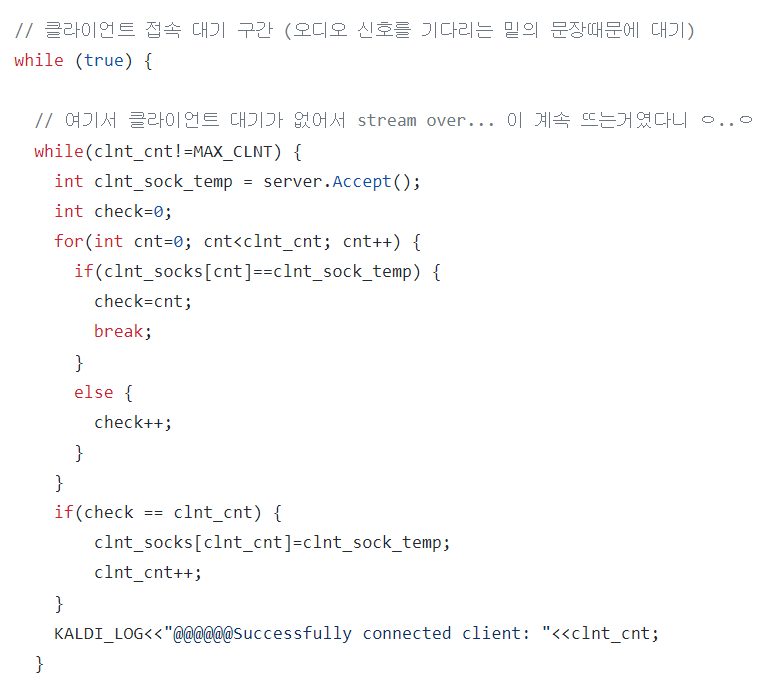 // 클라이언트 접속 대기 구간 (오디오 신호를 기다리는 밑의 문장때문에 대기)
while (true) {
// 여기서 클라이언트 대기가 없어서 stream over... 이 계속 뜨는거였다니 ㅇ..ㅇ
while(clnt_cnt!=MAX_CLNT) {
int clnt_sock_temp = server.Accept();
int check=0;
for(int cnt=0; cnt<clnt_cnt; cnt++) {
if(clnt_socks[cnt]==clnt_sock_temp) {
check=cnt;
break;
}
else {
check++;
}
}
if(check == clnt_cnt) {
clnt_socks[clnt_cnt]=clnt_sock_temp;
clnt_cnt++;
}
KALDI_LOG<<"@@@@@@Successfully connected client: "<<clnt_cnt;
}